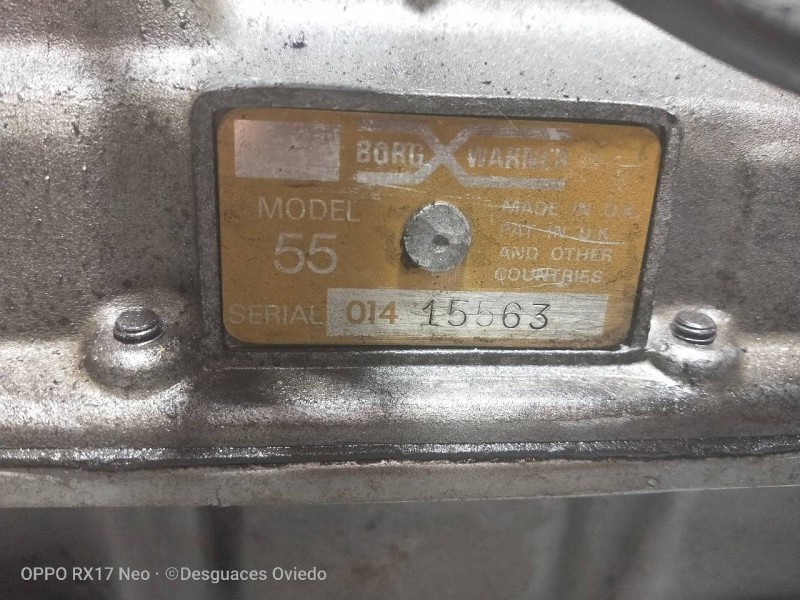 BORG WARNER
MODEL
55
MADE IN U.K.
PAT. IN U.K.
AND OTHER
COUNTRIES
SERIAL 014 15563
OPPO RX17 Neo · ©Desguaces Oviedo